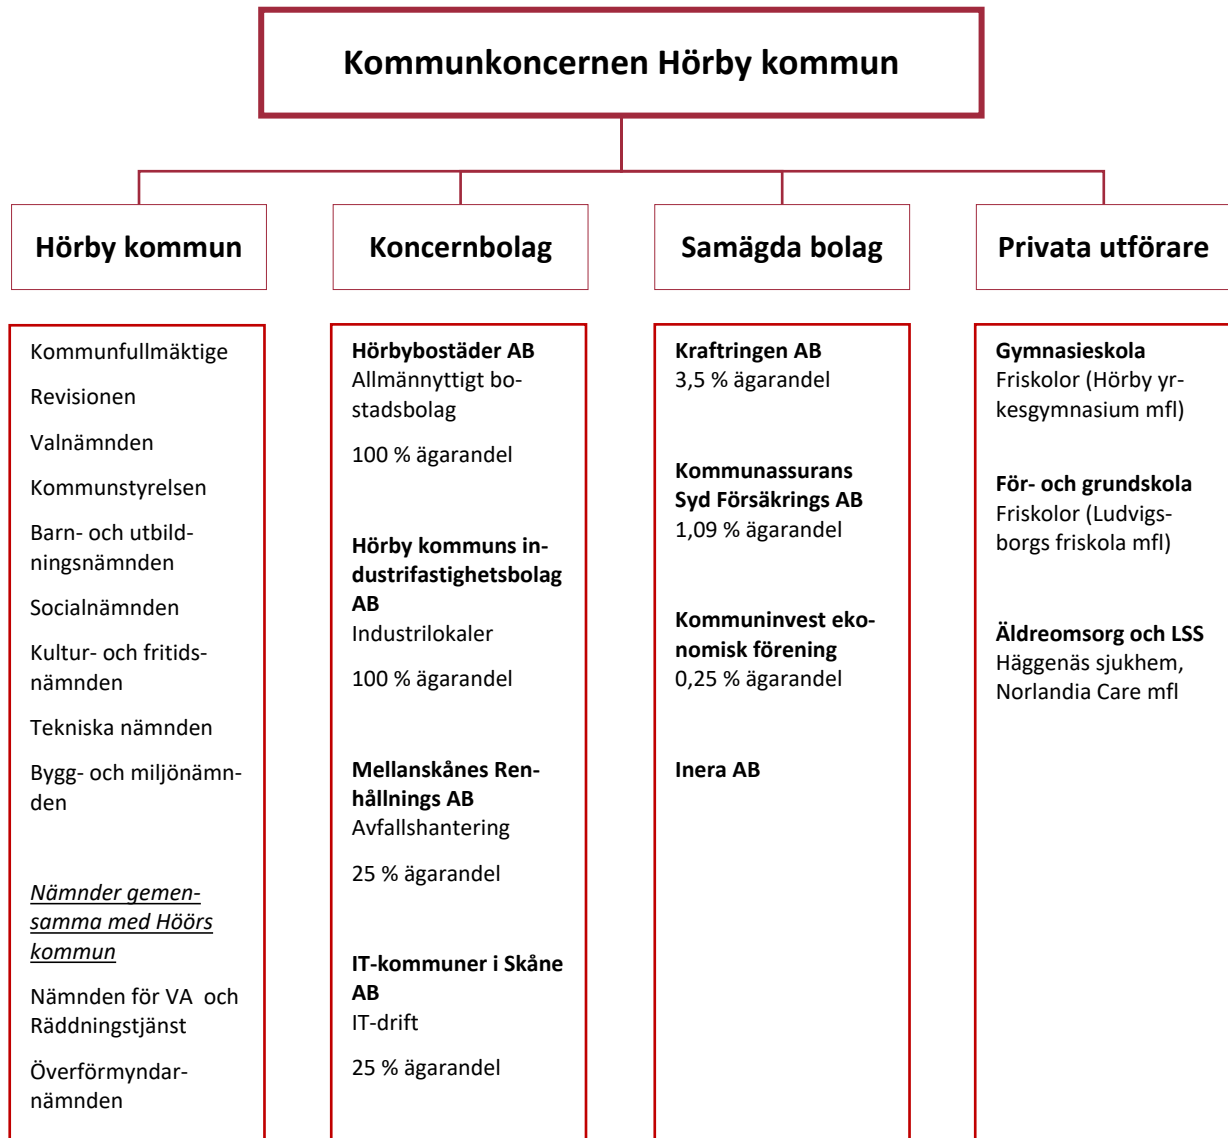 Kommunkoncernen Hörby kommun
Hörby kommun
Kommunfullmäktige
Revisionen
Valnämnden
Kommunstyrelsen
Barn- och utbild-
ningsnämnden
Socialnämnden
Kultur- och fritids-
nämnden
Tekniska nämnden
Bygg- och miljönämn-
den
Nämnder gemen-
samma med Höörs
kommun
Nämnden för VA och
Räddningstjänst
Överförmyndar-
nämnden
Koncernbolag
Hörbybostäder AB
Allmännyttigt bo-
stadsbolag
100 % ägarandel
Hörby kommuns in-
dustrifastighetsbolag
AB
Industrilokaler
100 % ägarandel
Mellanskånes Ren-
hållnings AB
Avfallshantering
25 % ägarandel
IT-kommuner i Skåne
AB
IT-drift
25 % ägarandel
Samägda bolag
Kraftringen AB
3,5 % ägarandel
Kommunassurans
Syd Försäkrings AB
1,09 % ägarandel
Kommuninvest eko-
nomisk förening
0,25 % ägarandel
Inera AB
Privata utförare
Gymnasieskola
Friskolor (Hörby yr-
kesgymnasium mfl)
För- och grundskola
Friskolor (Ludvigs-
borgs friskola mfl)
Äldreomsorg och LSS
Häggenäs sjukhem,
Norlandia Care mfl